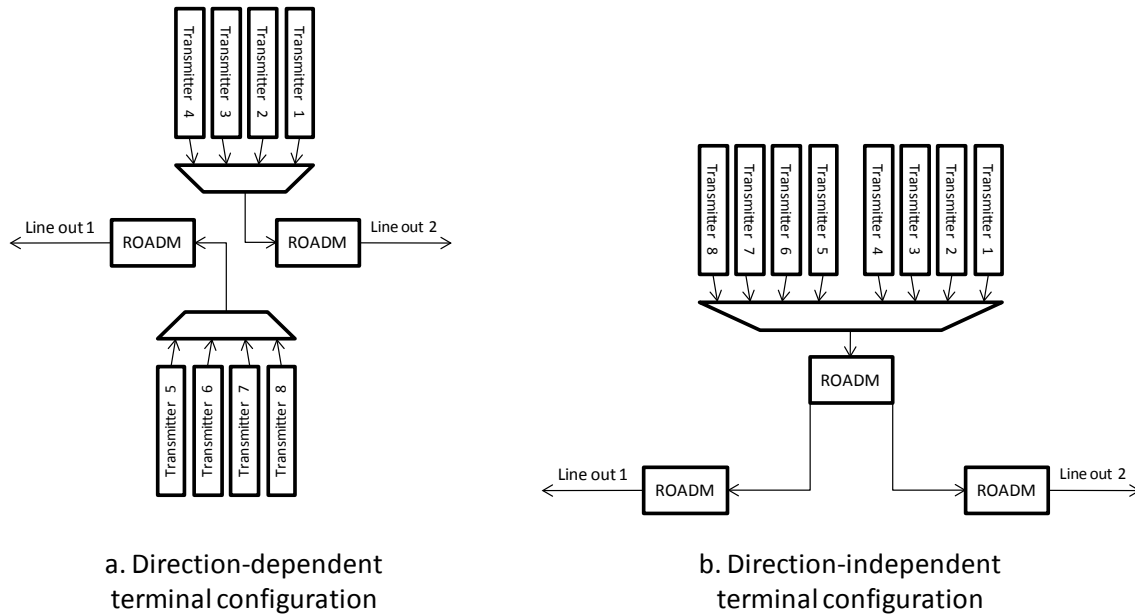 Transmitter 4
Transmitter 3
Transmitter 2
Transmitter 1
Line out 1
ROADM
ROADM
Line out 2
Transmitter 5
Transmitter 6
Transmitter 7
Transmitter 8
a. Direction-dependent
terminal configuration
Transmitter 8
Transmitter 7
Transmitter 6
Transmitter 5
Transmitter 4
Transmitter 3
Transmitter 2
Transmitter 1
ROADM
Line out 1
ROADM
ROADM
Line out 2
b. Direction-independent
terminal configuration